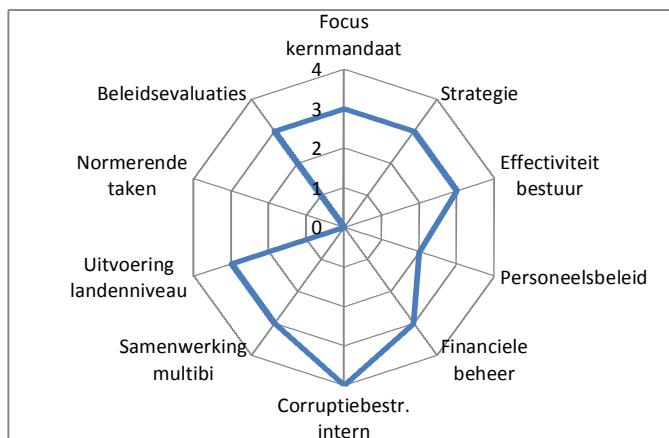 Focus
kernmandaat
4
Beleidsevaluaties
Strategie
3
2
Normerende
taken
Effectiviteit
bestuur
1
0
Uitvoering
landenniveau
Personeelsbeleid
Samenwerking
multibi
Financiele
beheer
Corruptiebestr.
intern